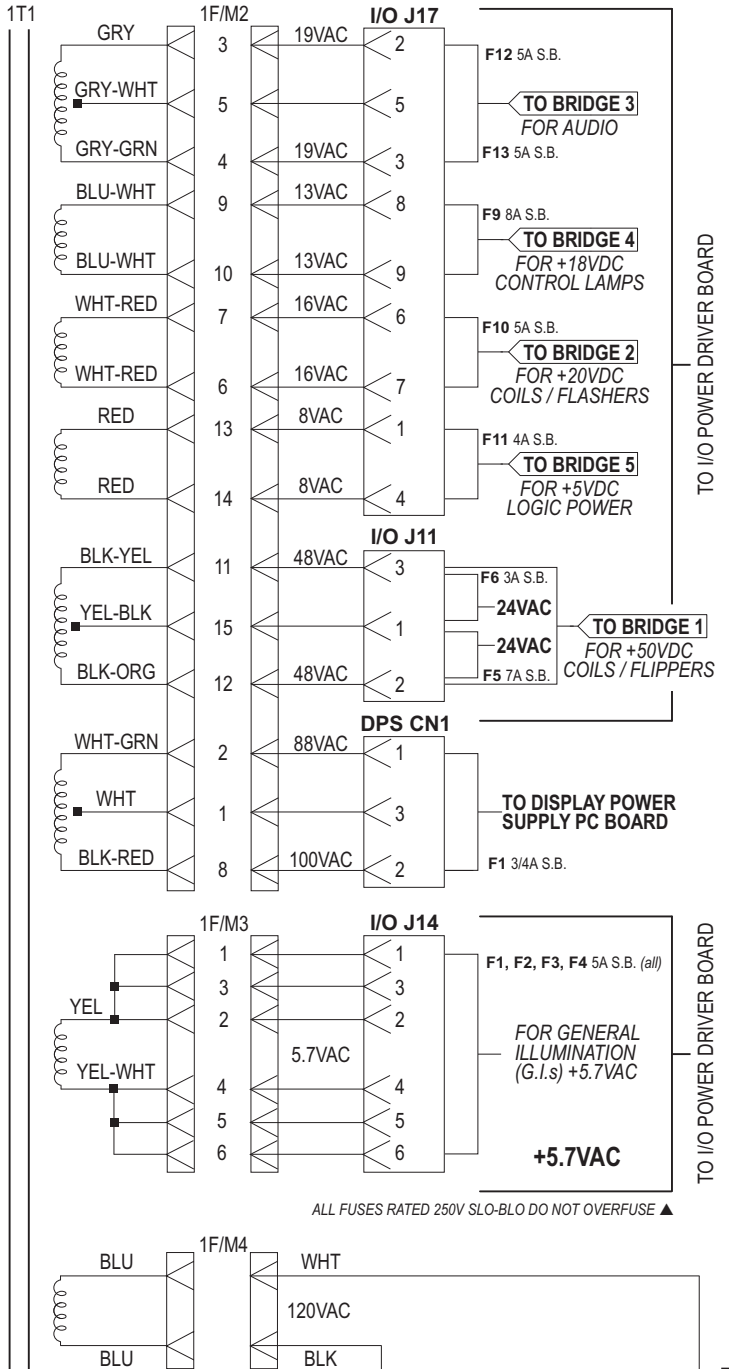 1T1
1F/M2
I/O J17
GRY 3 19VAC 2
F12 5A S.B.
GRY-WHT 5 5
TO BRIDGE 3
FOR AUDIO
GRY-GRN 4 19VAC 3
F13 5A S.B.
BLU-WHT 9 13VAC 8
F9 8A S.B.
TO BRIDGE 4
FOR +18VDC
CONTROL LAMPS
BLU-WHT 10 13VAC 9
WHT-RED 7 16VAC 6
F10 5A S.B.
TO BRIDGE 2
FOR +20VDC
COILS / FLASHERS
WHT-RED 6 16VAC 7
RED 13 8VAC 1
F11 4A S.B.
TO BRIDGE 5
FOR +5VDC
LOGIC POWER
RED 14 8VAC 4
TO I/O POWER DRIVER BOARD
I/O J11
BLK-YEL 11 48VAC 3
F6 3A S.B.
24VAC
YEL-BLK 15 1
24VAC
TO BRIDGE 1
FOR +50VDC
COILS / FLIPPERS
BLK-ORG 12 48VAC 2
F5 7A S.B.
DPS CN1
WHT-GRN 2 88VAC 1
WHT 1 3
TO DISPLAY POWER
SUPPLY PC BOARD
BLK-RED 8 100VAC 2
F1 3/4A S.B.
1F/M3
I/O J14
1 1
F1, F2, F3, F4 5A S.B. (all)
3 3
YEL 2 2
5.7VAC
FOR GENERAL
ILLUMINATION
(G.I.s) +5.7VAC
YEL-WHT 4 4
5 5
6 6
+5.7VAC
TO I/O POWER DRIVER BOARD
ALL FUSES RATED 250V SLO-BLO DO NOT OVERFUSE ▲
1F/M4
BLU WHT
120VAC
BLU BLK